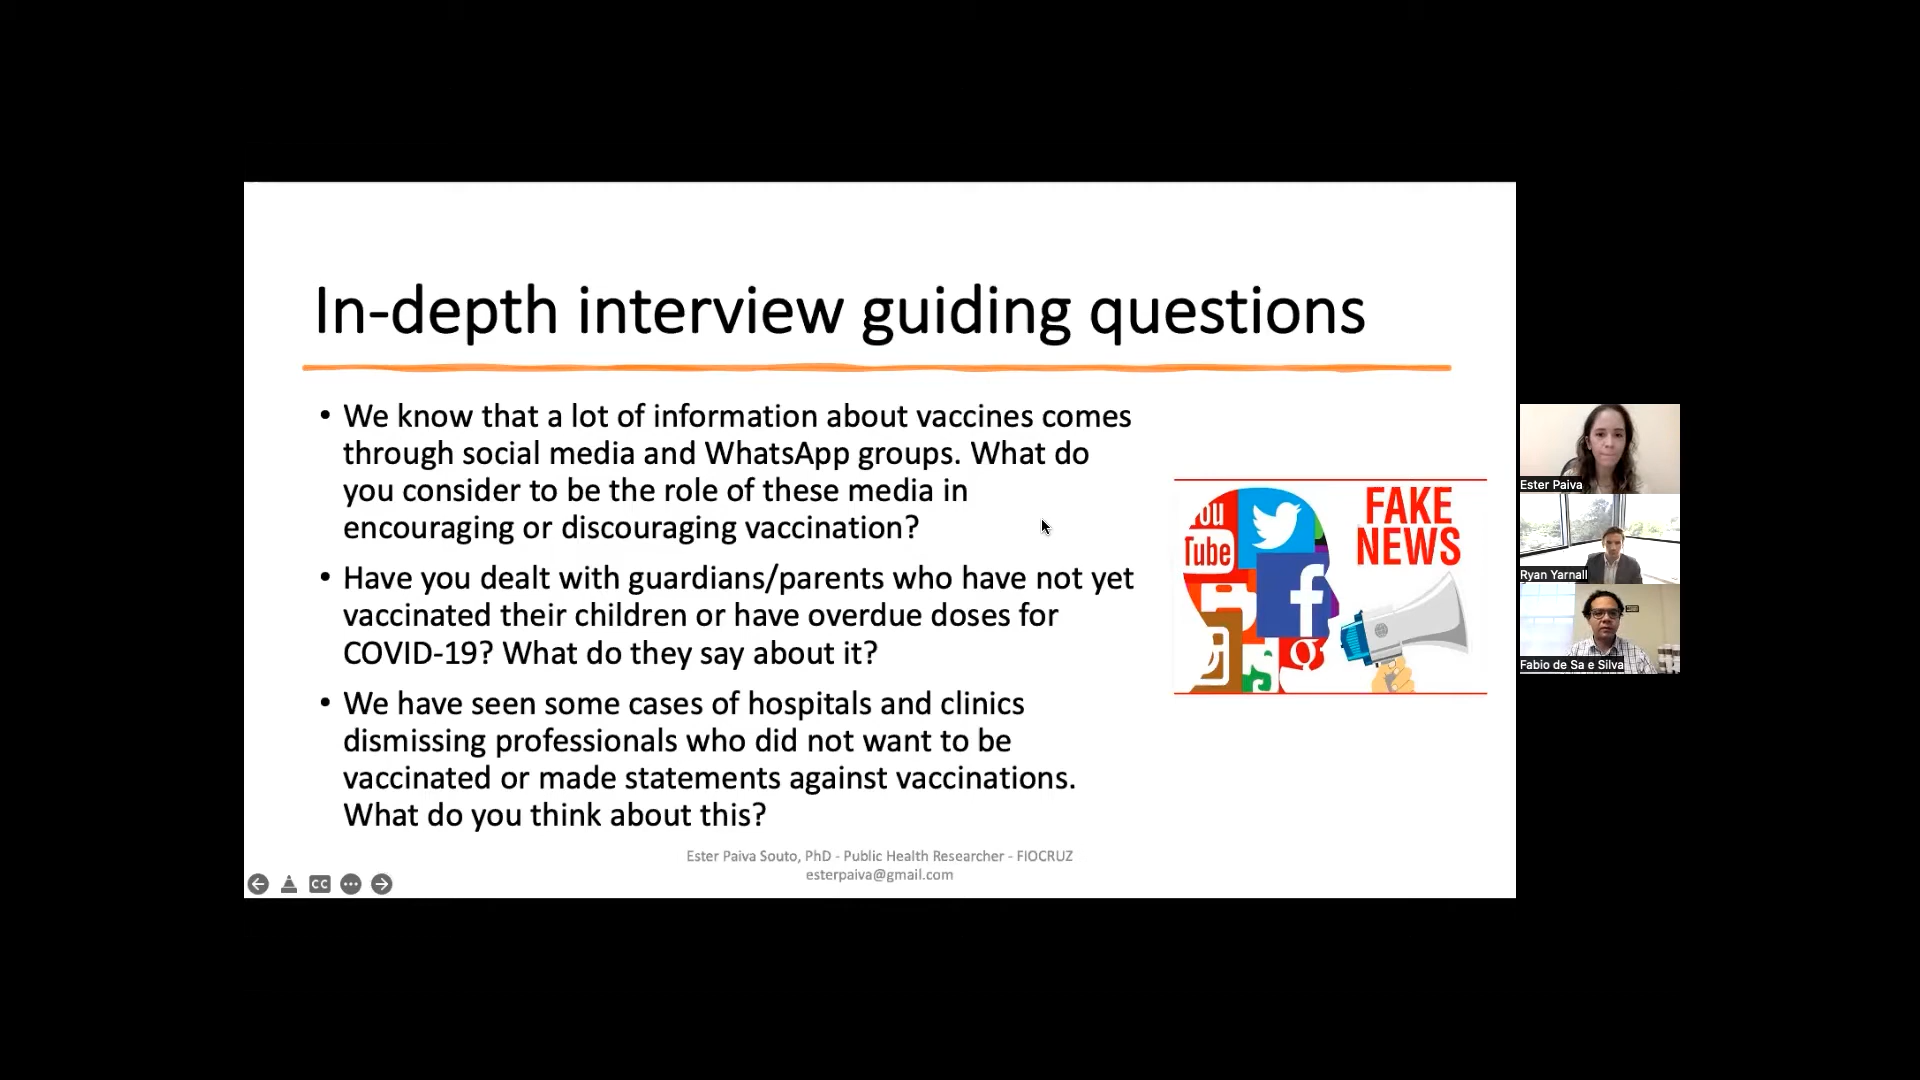 In-depth interview guiding questions
• We know that a lot of information about vaccines comes
through social media and WhatsApp groups. What do
you consider to be the role of these media in
encouraging or discouraging vaccination?
• Have you dealt with guardians/parents who have not yet
vaccinated their children or have overdue doses for
COVID-19? What do they say about it?
• We have seen some cases of hospitals and clinics
dismissing professionals who did not want to be
vaccinated or made statements against vaccinations.
What do you think about this?
You
Tube
f
g
FAKE
NEWS
Ester Paiva Souto, PhD - Public Health Researcher - FIOCRUZ
esterpaiva@gmail.com
CC
Ester Paiva
Ryan Yarnall
Fabio de Sa e Silva